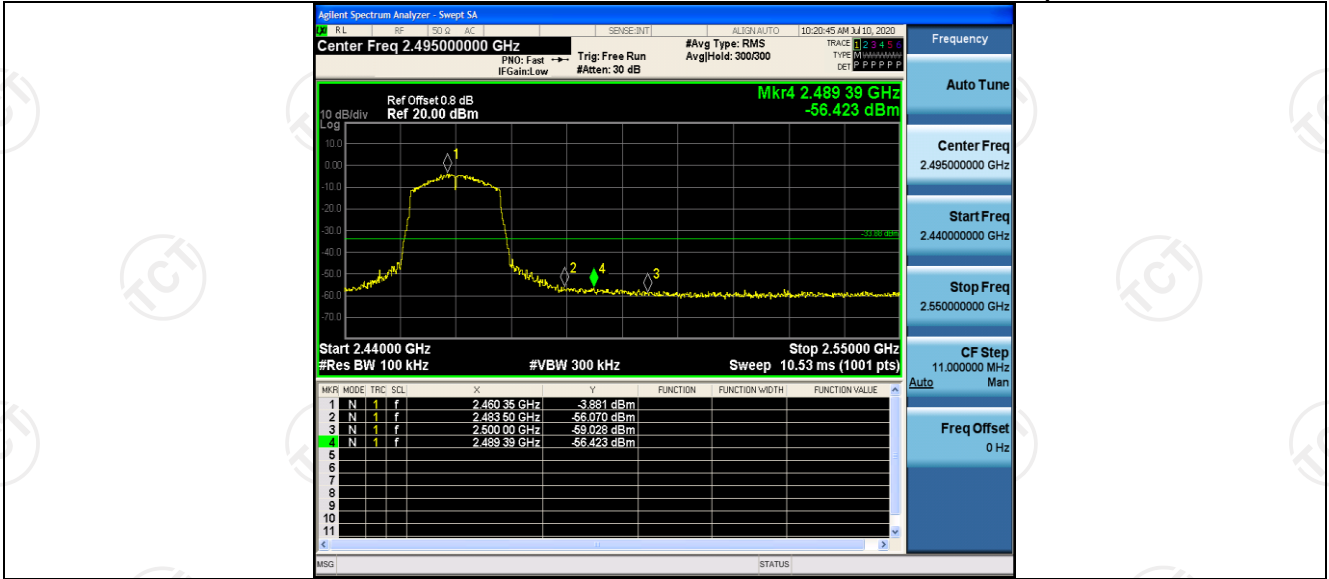 Agilent Spectrum Analyzer - Swept SA
RL RF 50 Ω AC SENSE:INT ALIGN AUTO 10:20:45 AM Jul 10, 2020
Center Freq 2.495000000 GHz
PNO: Fast
IFGain:Low
Trig: Free Run
#Atten: 30 dB
#Avg Type: RMS
Avg|Hold: 300/300
TRACE 1 2 3 4 5 6
TYPE M
DET P P P P P P
Frequency
Mkr4 2.489 39 GHz
-56.423 dBm
Ref Offset 0.8 dB
10 dB/div Ref 20.00 dBm
Log
10.0
0.00
-10.0
-20.0
-30.0
-40.0
-50.0
-60.0
-70.0
1
2
4
3
-33.88 dBm
Start 2.44000 GHz Stop 2.55000 GHz
#Res BW 100 kHz #VBW 300 kHz Sweep 10.53 ms (1001 pts)
MKR MODE TRC SCL X Y FUNCTION FUNCTION WIDTH FUNCTION VALUE
1 N 1 f 2.460 35 GHz -3.881 dBm
2 N 1 f 2.483 50 GHz -56.070 dBm
3 N 1 f 2.500 00 GHz -59.028 dBm
4 N 1 f 2.489 39 GHz -56.423 dBm
5
6
7
8
9
10
11
MSG STATUS
Auto Tune
Center Freq
2.495000000 GHz
Start Freq
2.440000000 GHz
Stop Freq
2.550000000 GHz
CF Step
11.000000 MHz
Auto Man
Freq Offset
0 Hz
TCT
TCT